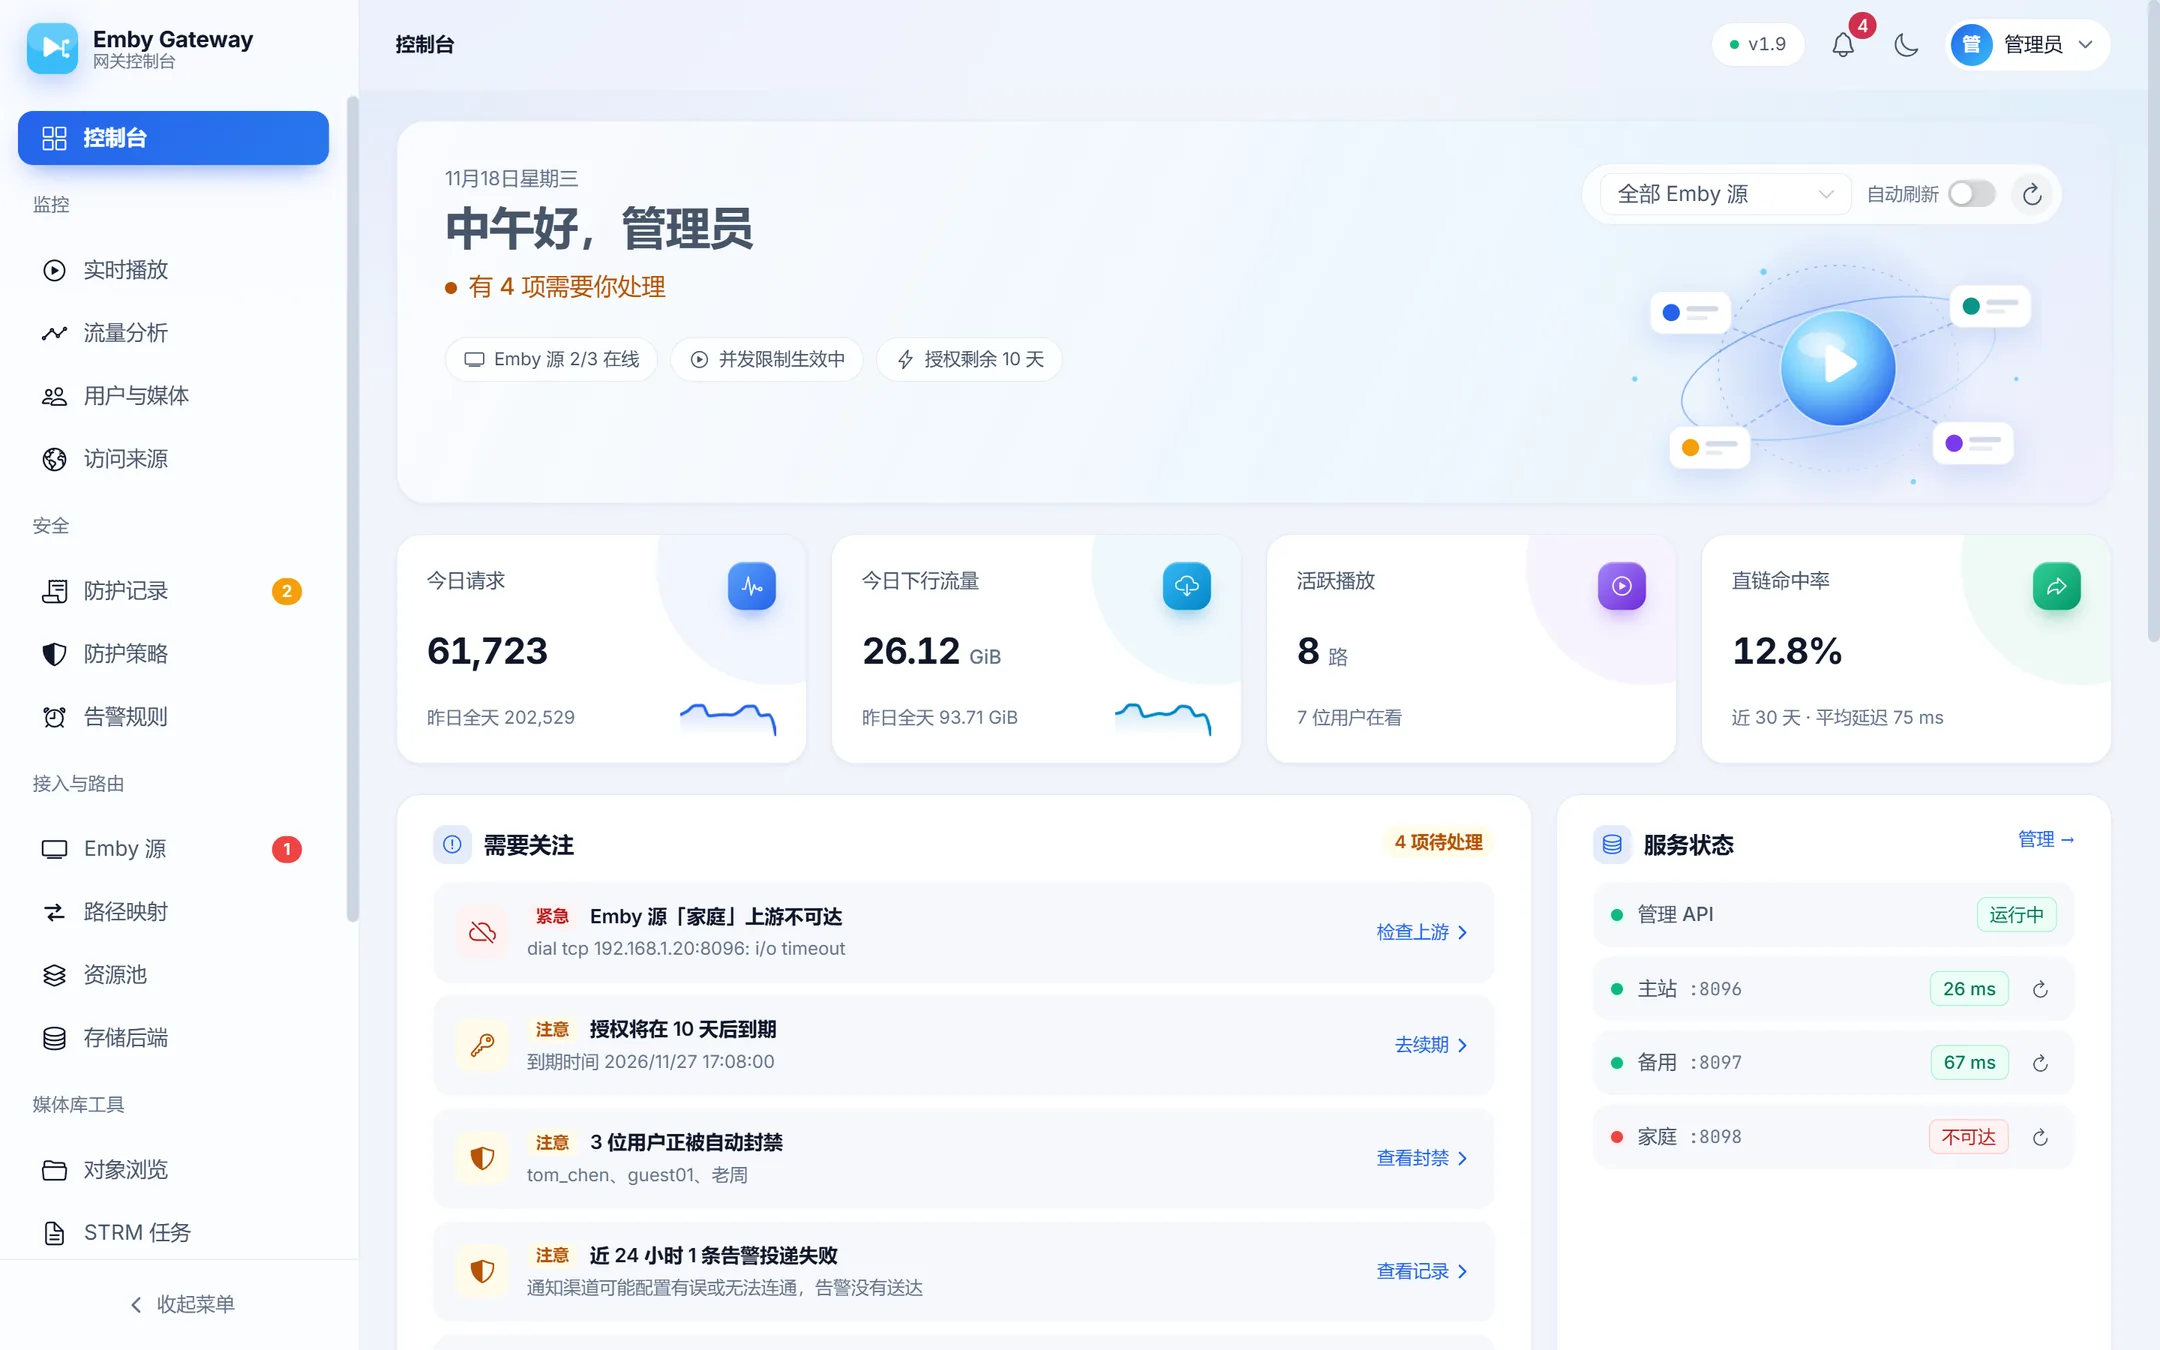 Emby Gateway
网关控制台
控制台
监控
实时播放
流量分析
用户与媒体
访问来源
安全
防护记录 2
防护策略
告警规则
接入与路由
Emby 源 1
路径映射
资源池
存储后端
媒体库工具
对象浏览
STRM 任务
收起菜单
控制台
v1.9
4
管 管理员
11月18日星期三
中午好，管理员
有 4 项需要你处理
Emby 源 2/3 在线
并发限制生效中
授权剩余 10 天
全部 Emby 源
自动刷新
今日请求
61,723
昨日全天 202,529
今日下行流量
26.12 GiB
昨日全天 93.71 GiB
活跃播放
8 路
7 位用户在看
直链命中率
12.8%
近 30 天 · 平均延迟 75 ms
需要关注
4 项待处理
紧急 Emby 源「家庭」上游不可达
dial tcp 192.168.1.20:8096: i/o timeout
检查上游
注意 授权将在 10 天后到期
到期时间 2026/11/27 17:08:00
去续期
注意 3 位用户正被自动封禁
tom_chen、guest01、老周
查看封禁
注意 近 24 小时 1 条告警投递失败
通知渠道可能配置有误或无法连通，告警没有送达
查看记录
服务状态
管理 →
管理 API 运行中
主站 :8096 26 ms
备用 :8097 67 ms
家庭 :8098 不可达